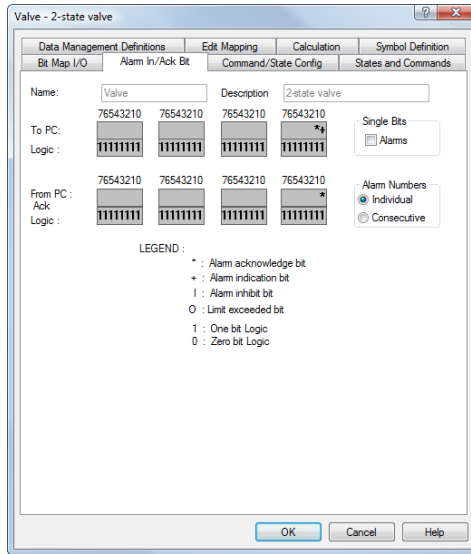 Valve - 2-state valve
Data Management Definitions Edit Mapping Calculation Symbol Definition
Bit Map I/O Alarm In/Ack Bit Command/State Config States and Commands
Name: Valve Description 2-state valve
76543210 76543210 76543210 76543210
Single Bits
To PC: *+
Alarms
Logic : 11111111 11111111 11111111 11111111
76543210 76543210 76543210 76543210
Alarm Numbers
From PC : *
Individual
Ack
Logic : 11111111 11111111 11111111 11111111
Consecutive
LEGEND :
* : Alarm acknowledge bit
+ : Alarm indication bit
I : Alarm inhibit bit
O : Limit exceeded bit
1 : One bit Logic
0 : Zero bit Logic
OK Cancel Help